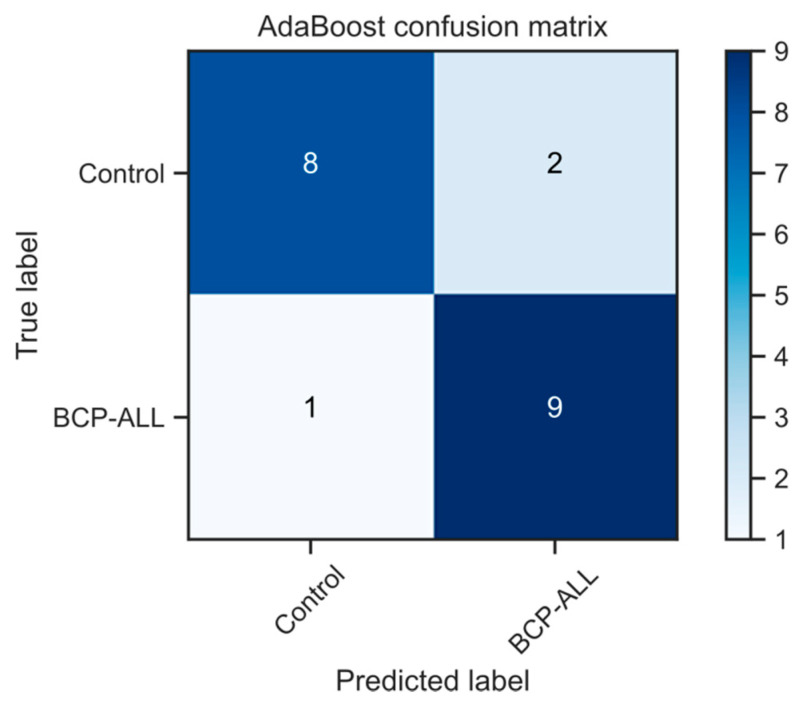 AdaBoost confusion matrix
Control
8
2
BCP-ALL
1
9
True label
Control
BCP-ALL
Predicted label
9
8
7
6
5
4
3
2
1